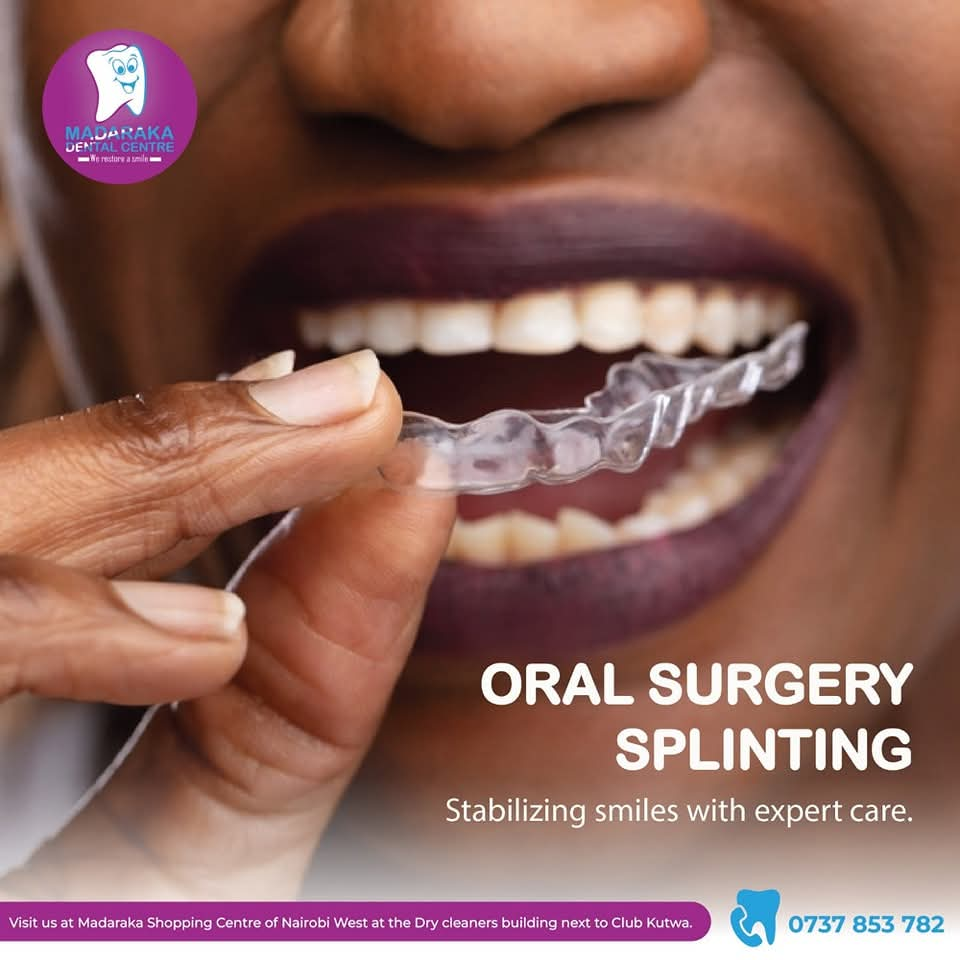 MADARAKA
DENTAL CENTRE
We restore a smile
ORAL SURGERY
SPLINTING
Stabilizing smiles with expert care.
Visit us at Madaraka Shopping Centre of Nairobi West at the Dry cleaners building next to Club Kutwa.
0737 853 782